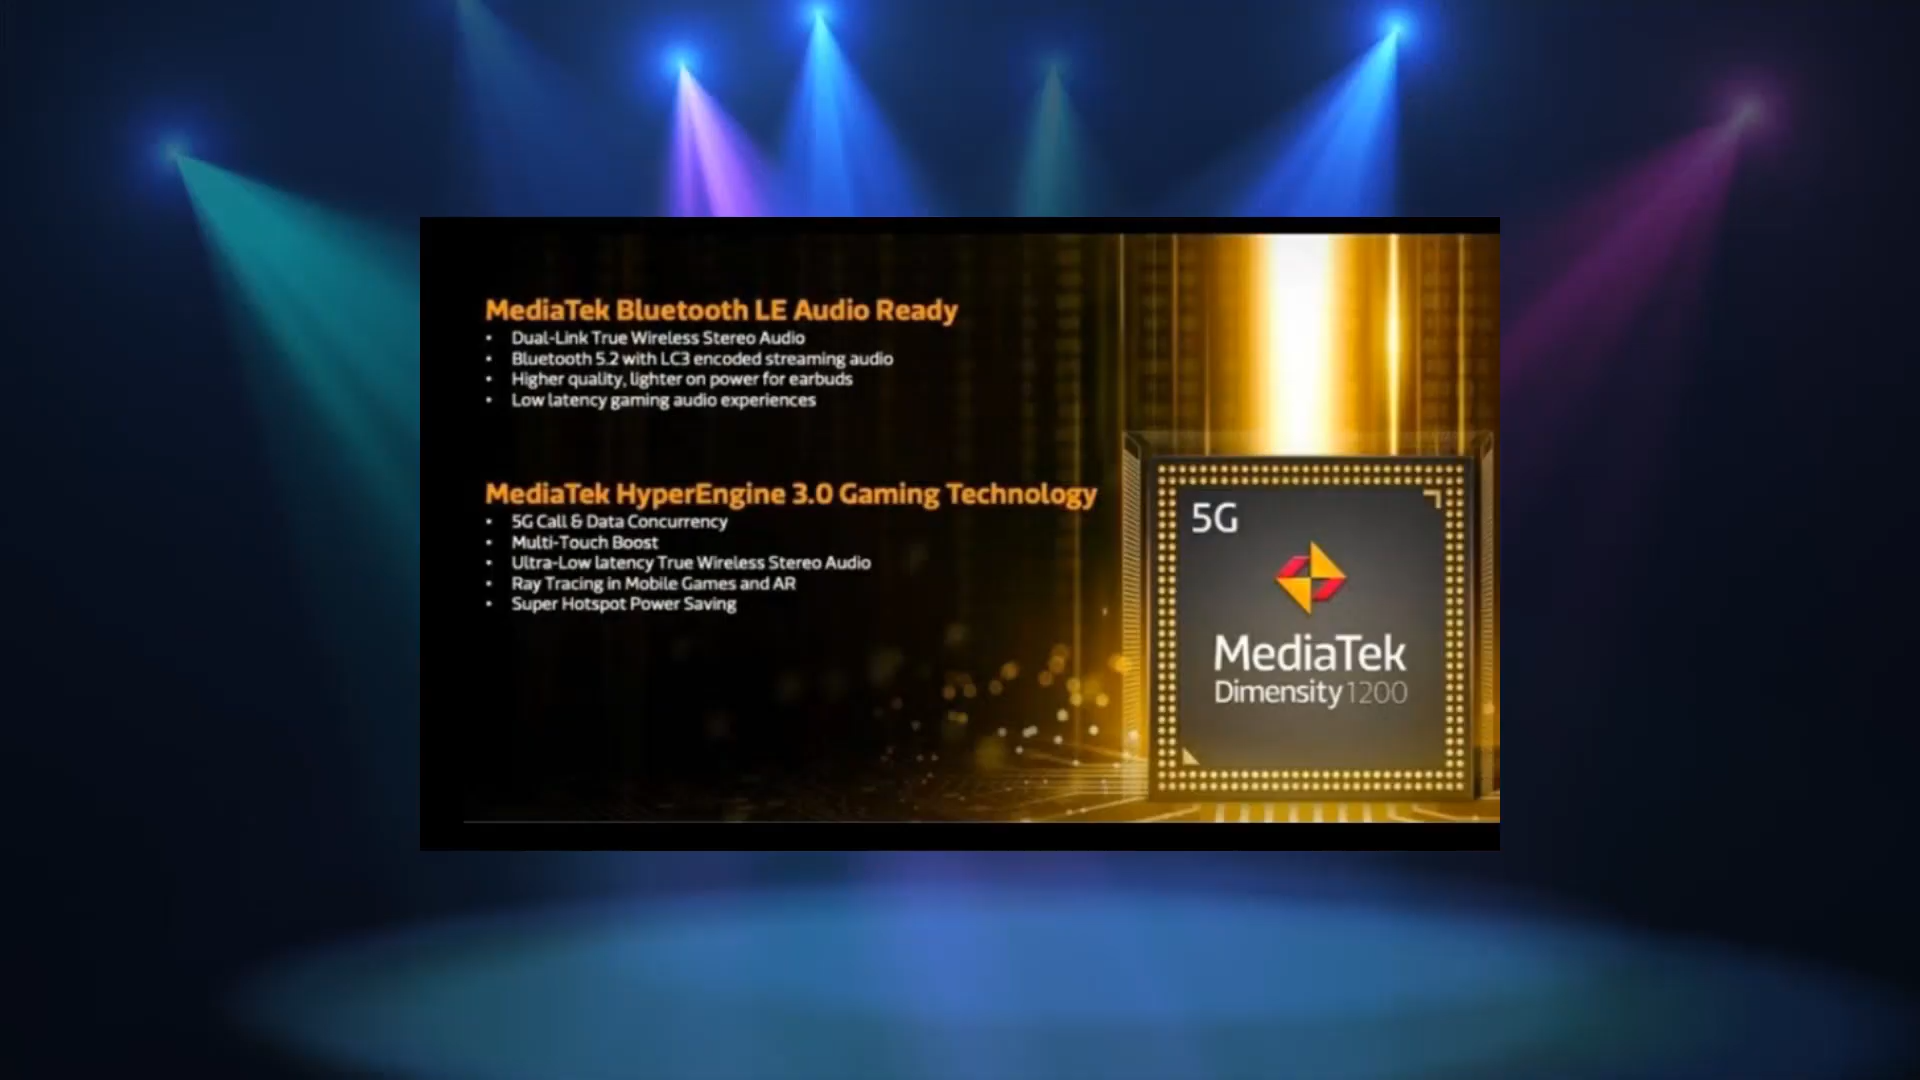 MediaTek Bluetooth LE Audio Ready
• Dual-Link True Wireless Stereo Audio
• Bluetooth 5.2 with LC3 encoded streaming audio
• Higher quality, lighter on power for earbuds
• Low latency gaming audio experiences
MediaTek HyperEngine 3.0 Gaming Technology
• 5G Call & Data Concurrency
• Multi-Touch Boost
• Ultra-Low latency True Wireless Stereo Audio
• Ray Tracing in Mobile Games and AR
• Super Hotspot Power Saving
5G
MediaTek
Dimensity 1200